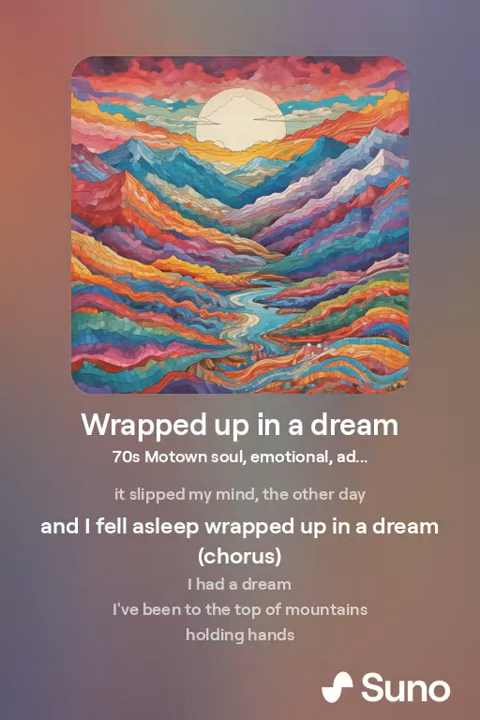 Wrapped up in a dream
70s Motown soul, emotional, ad...
it slipped my mind, the other day
and I fell asleep wrapped up in a dream
(chorus)
I had a dream
I've been to the top of mountains
holding hands
Suno